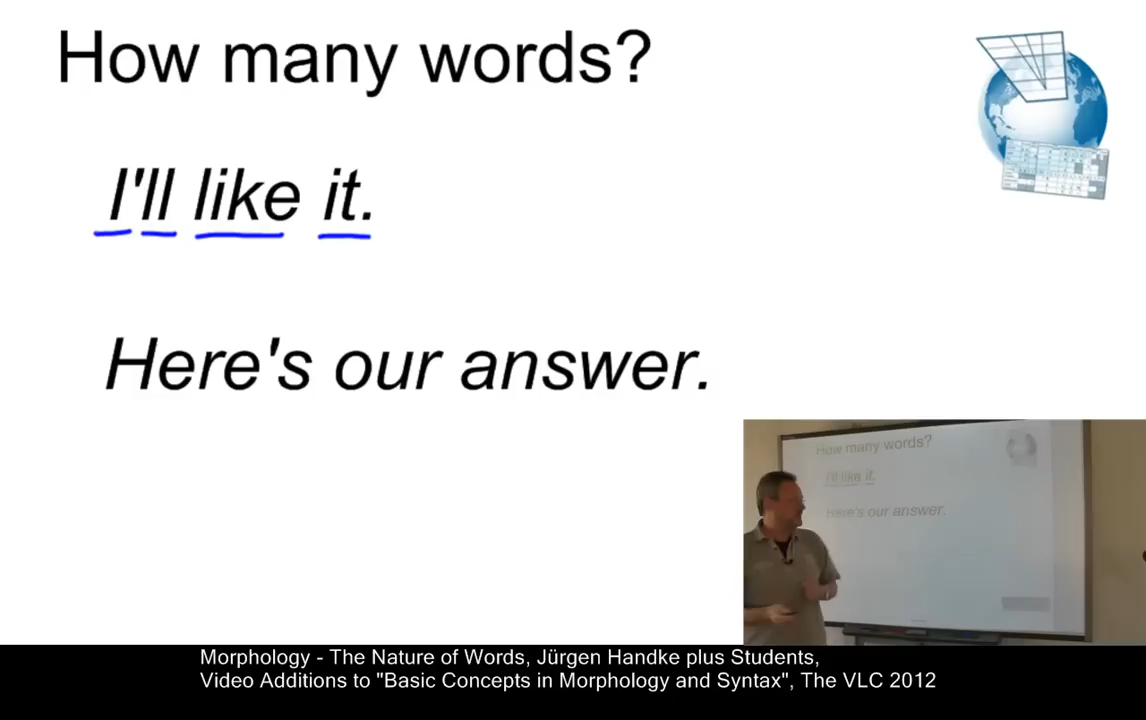 How many words?
I'll like it.
Here's our answer.
How many words?
I'll like it.
Here's our answer.
Morphology - The Nature of Words, Jürgen Handke plus Students,
Video Additions to "Basic Concepts in Morphology and Syntax", The VLC 2012